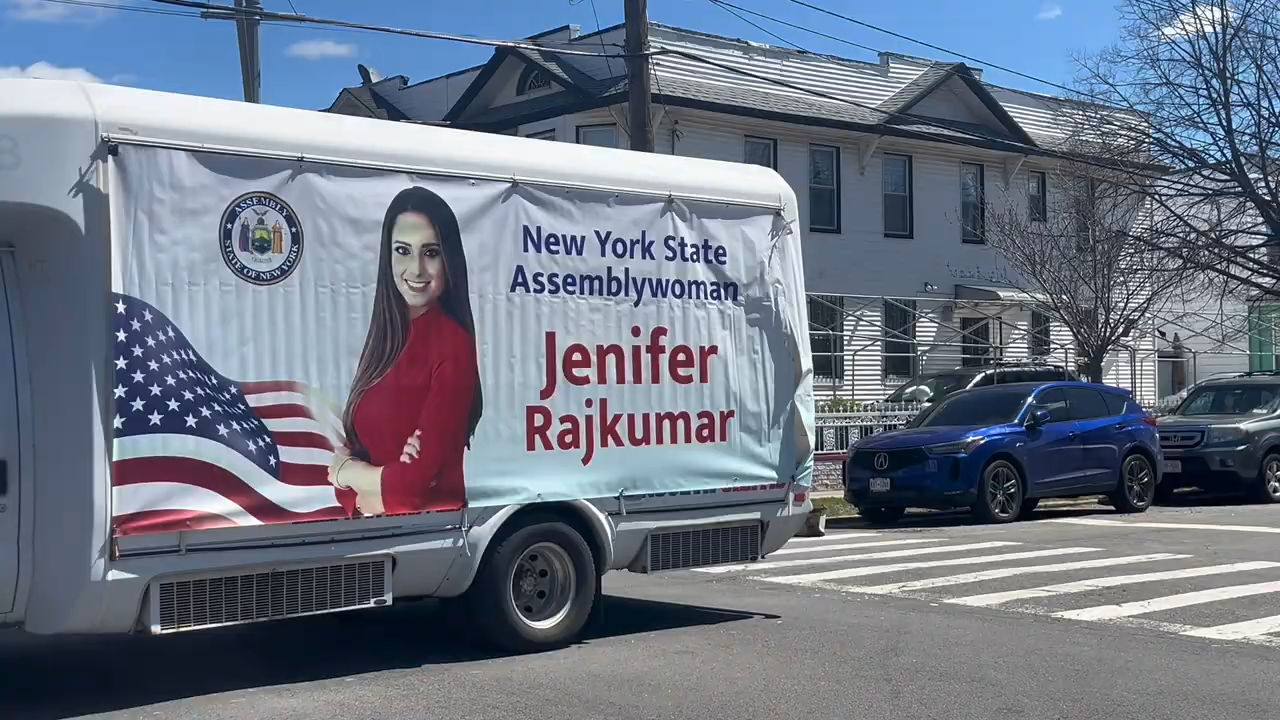 ASSEMBLY
STATE OF NEW YORK
New York State
Assemblywoman
Jenifer
Rajkumar